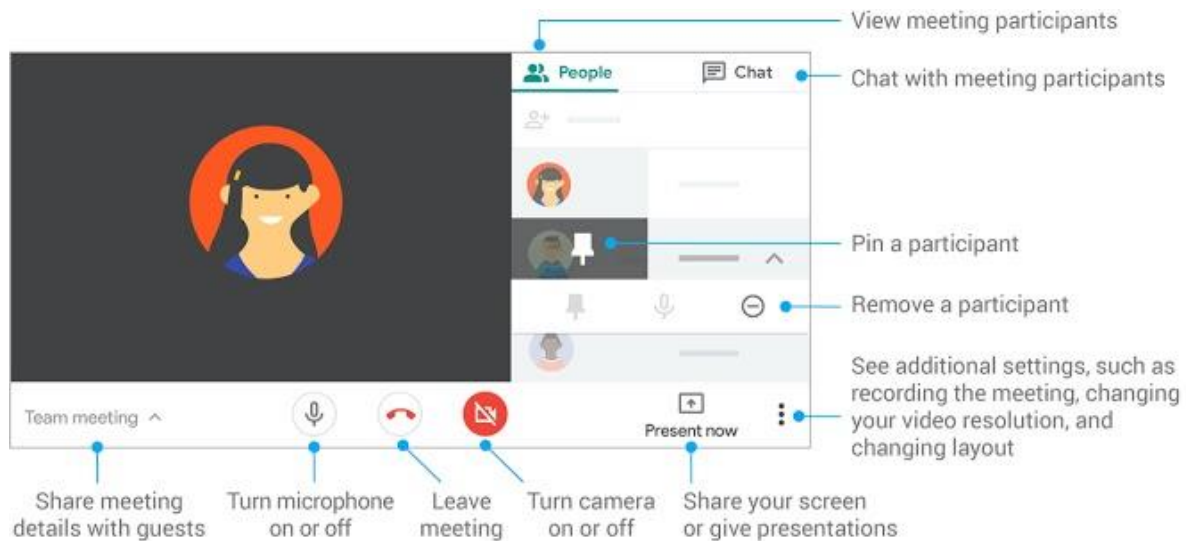 View meeting participants
People
Chat
Chat with meeting participants
Pin a participant
Remove a participant
See additional settings, such as
recording the meeting, changing
your video resolution, and
changing layout
Team meeting
Present now
Share meeting
details with guests
Turn microphone
on or off
Leave
meeting
Turn camera
on or off
Share your screen
or give presentations